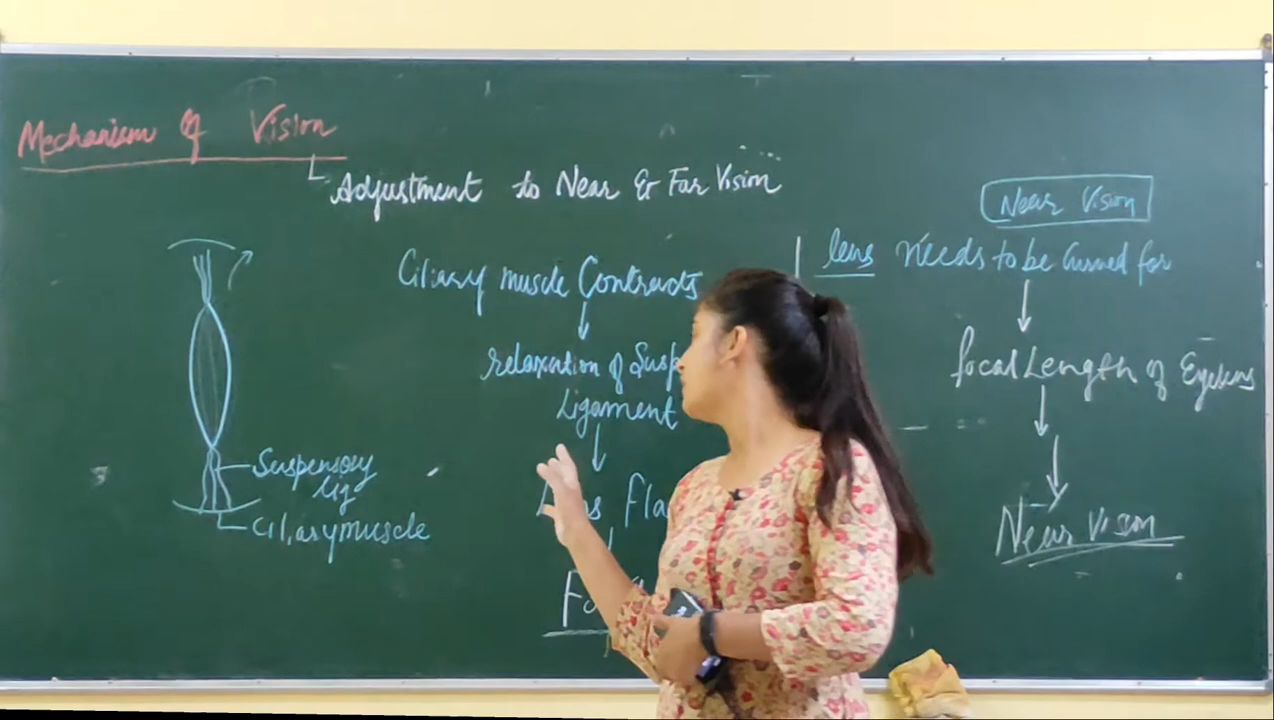 Mechanism of Vision
Adjustment to Near & Far Vision
Near Vision
Ciliary muscle Contracts
lens needs to be Curved for
relaxation of Susp
focal Length of Eyelens
Ligament
Suspensory
Lig
Fla
Ciliary muscle
Near Vision